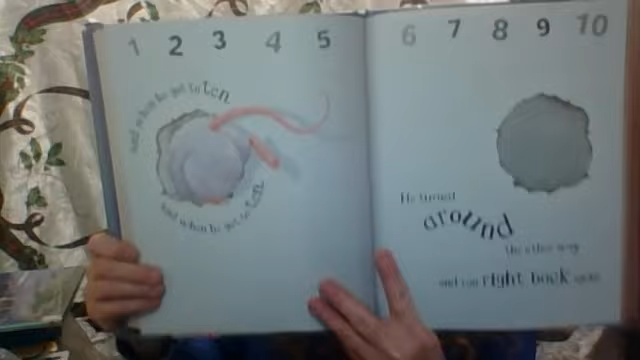 1 2 3 4 5
and when he got to ten
and when he got to ten
6 7 8 9 10
He turned
around
the other way
and ran right back again